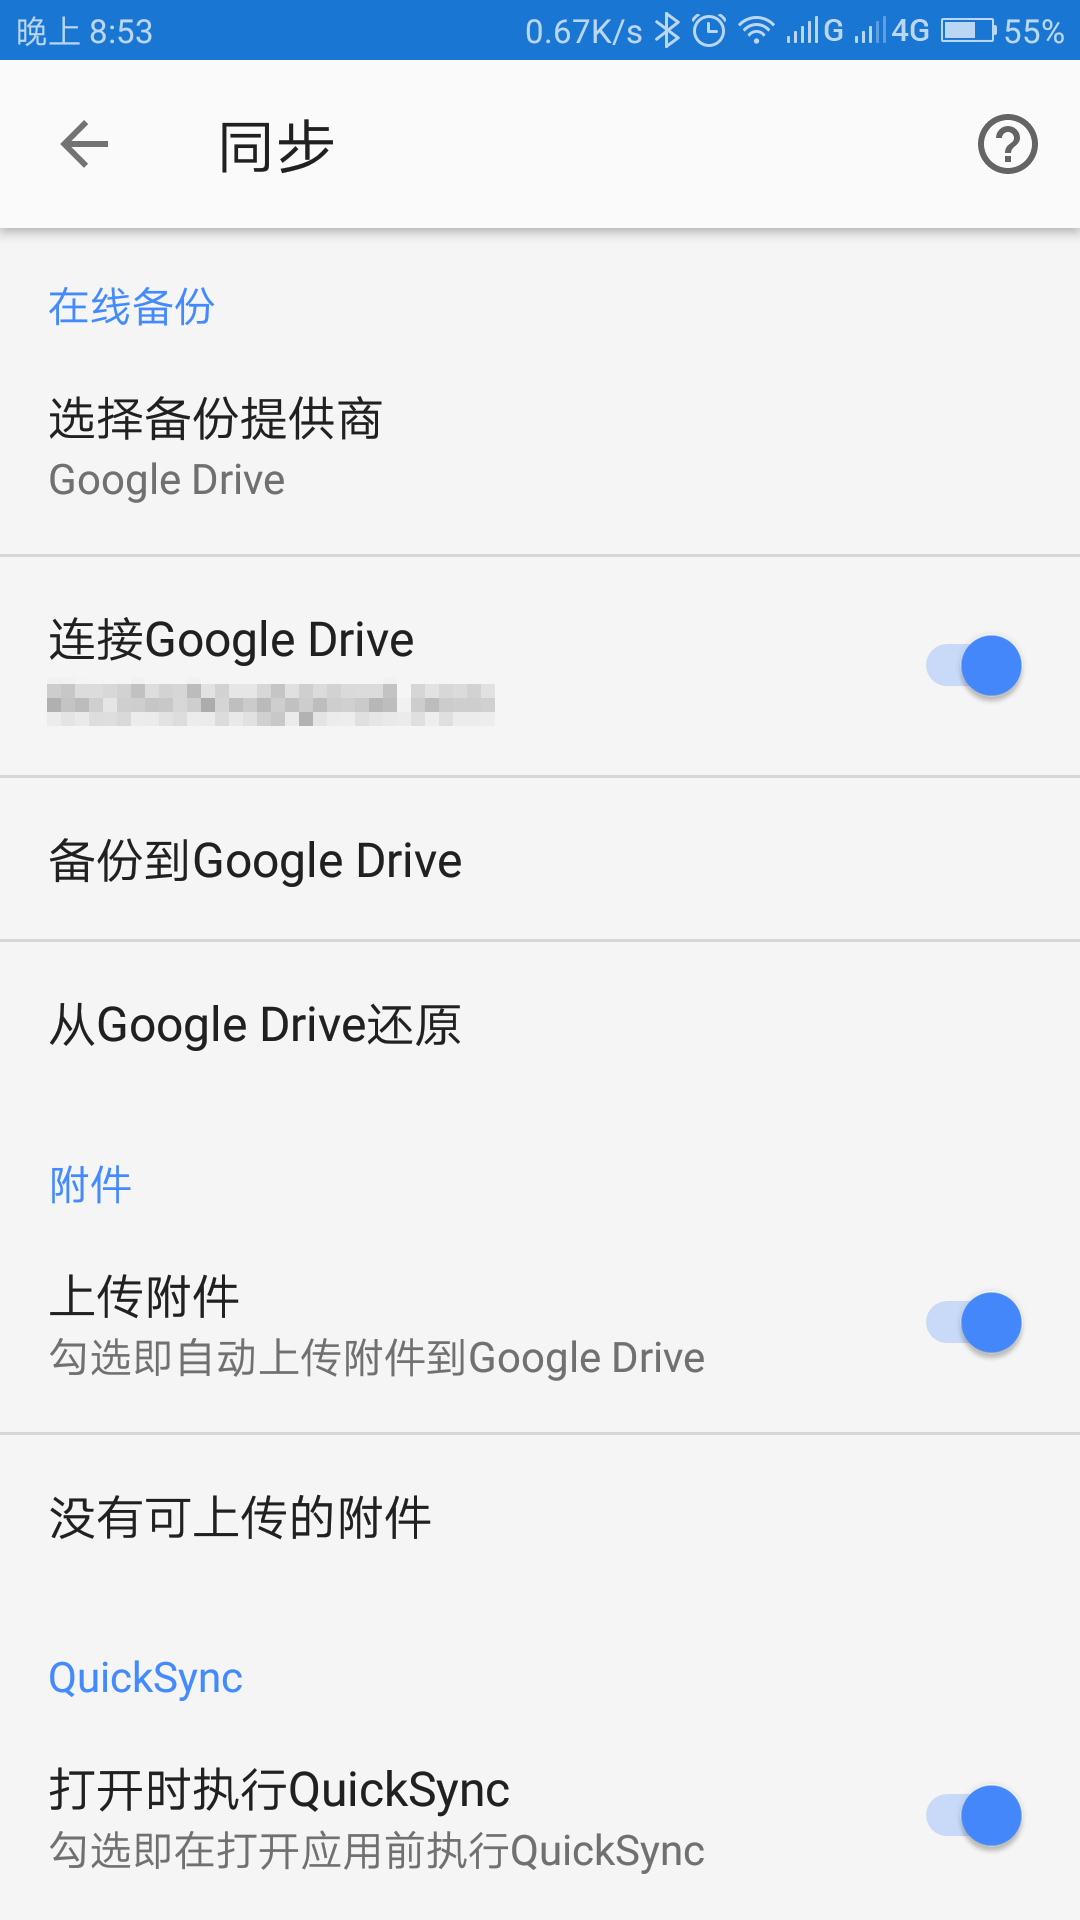 晚上 8:53
0.67K/s G 4G 55%
同步
在线备份
选择备份提供商
Google Drive
连接Google Drive
备份到Google Drive
从Google Drive还原
附件
上传附件
勾选即自动上传附件到Google Drive
没有可上传的附件
QuickSync
打开时执行QuickSync
勾选即在打开应用前执行QuickSync